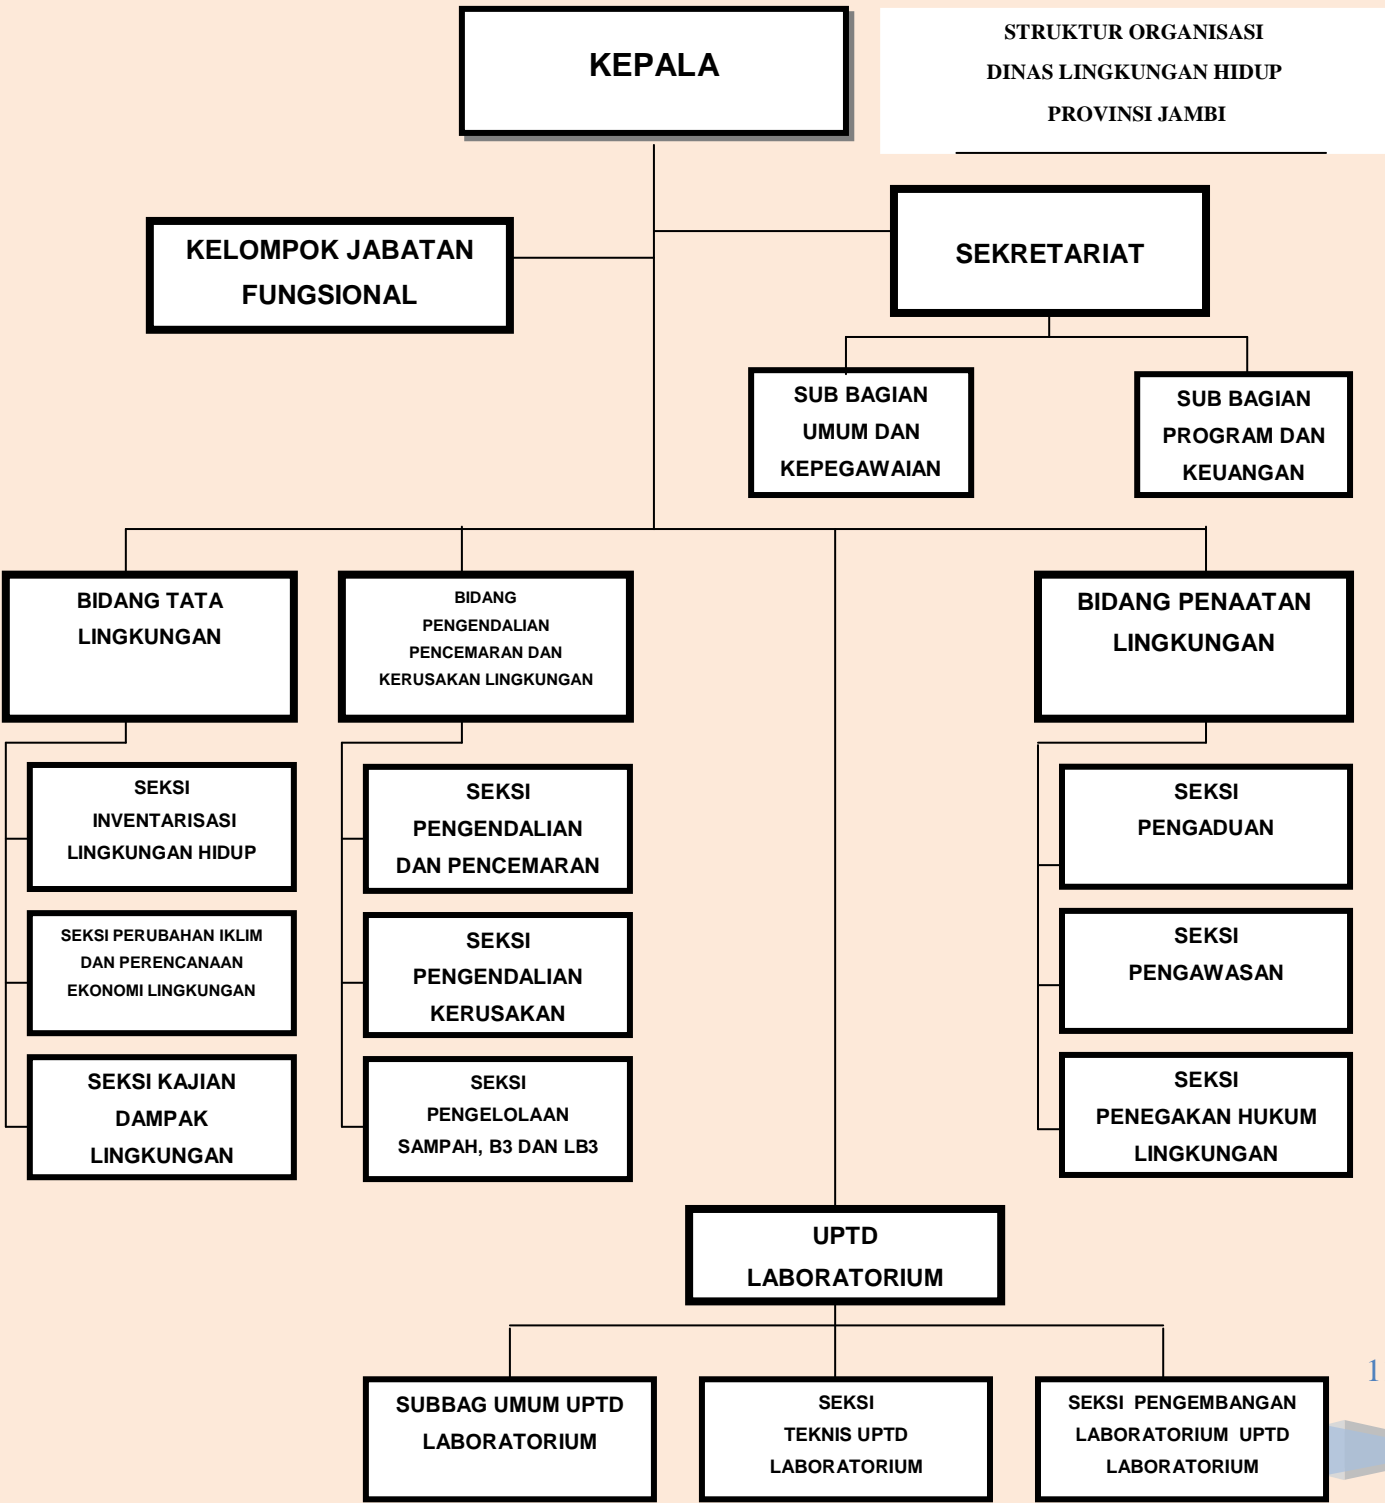 KEPALA
STRUKTUR ORGANISASI
DINAS LINGKUNGAN HIDUP
PROVINSI JAMBI
KELOMPOK JABATAN
FUNGSIONAL
SEKRETARIAT
SUB BAGIAN
UMUM DAN
KEPEGAWAIAN
SUB BAGIAN
PROGRAM DAN
KEUANGAN
BIDANG TATA
LINGKUNGAN
BIDANG
PENGENDALIAN
PENCEMARAN DAN
KERUSAKAN LINGKUNGAN
BIDANG PENAATAN
LINGKUNGAN
SEKSI
INVENTARISASI
LINGKUNGAN HIDUP
SEKSI PERUBAHAN IKLIM
DAN PERENCANAAN
EKONOMI LINGKUNGAN
SEKSI KAJIAN
DAMPAK
LINGKUNGAN
SEKSI
PENGENDALIAN
DAN PENCEMARAN
SEKSI
PENGENDALIAN
KERUSAKAN
SEKSI
PENGELOLAAN
SAMPAH, B3 DAN LB3
SEKSI
PENGADUAN
SEKSI
PENGAWASAN
SEKSI
PENEGAKAN HUKUM
LINGKUNGAN
UPTD
LABORATORIUM
SUBBAG UMUM UPTD
LABORATORIUM
SEKSI
TEKNIS UPTD
LABORATORIUM
SEKSI PENGEMBANGAN
LABORATORIUM UPTD
LABORATORIUM
1